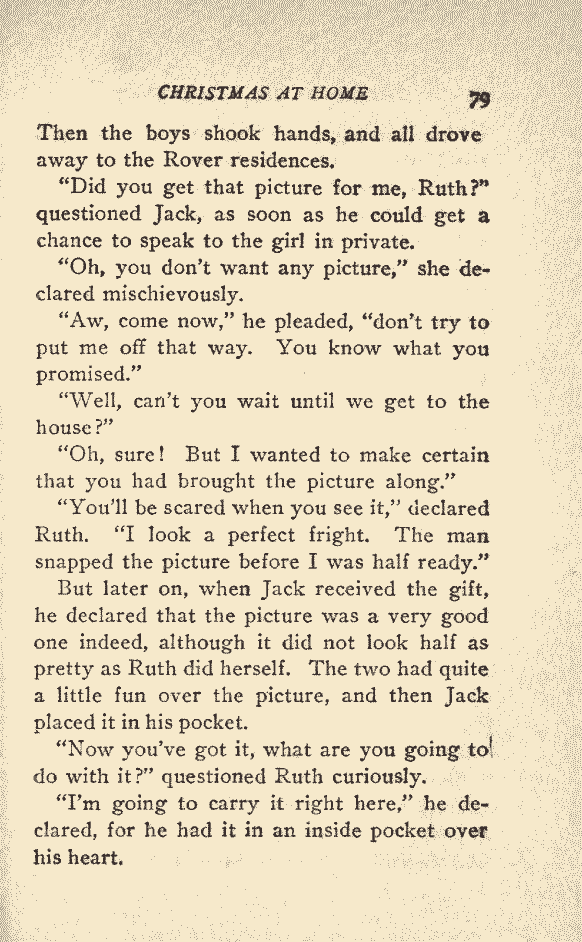 CHRISTMAS AT HOME 79
Then the boys shook hands, and all drove
away to the Rover residences.
“Did you get that picture for me, Ruth?”
questioned Jack, as soon as he could get a
chance to speak to the girl in private.
“Oh, you don’t want any picture,” she de-
clared mischievously.
“Aw, come now,” he pleaded, “don’t try to
put me off that way. You know what you
promised.”
“Well, can’t you wait until we get to the
house?”
“Oh, sure! But I wanted to make certain
that you had brought the picture along.”
“You’ll be scared when you see it,” declared
Ruth. “I look a perfect fright. The man
snapped the picture before I was half ready.”
But later on, when Jack received the gift,
he declared that the picture was a very good
one indeed, although it did not look half as
pretty as Ruth did herself. The two had quite
a little fun over the picture, and then Jack
placed it in his pocket.
“Now you’ve got it, what are you going to
do with it?” questioned Ruth curiously.
“I’m going to carry it right here,” he de-
clared, for he had it in an inside pocket over
his heart.